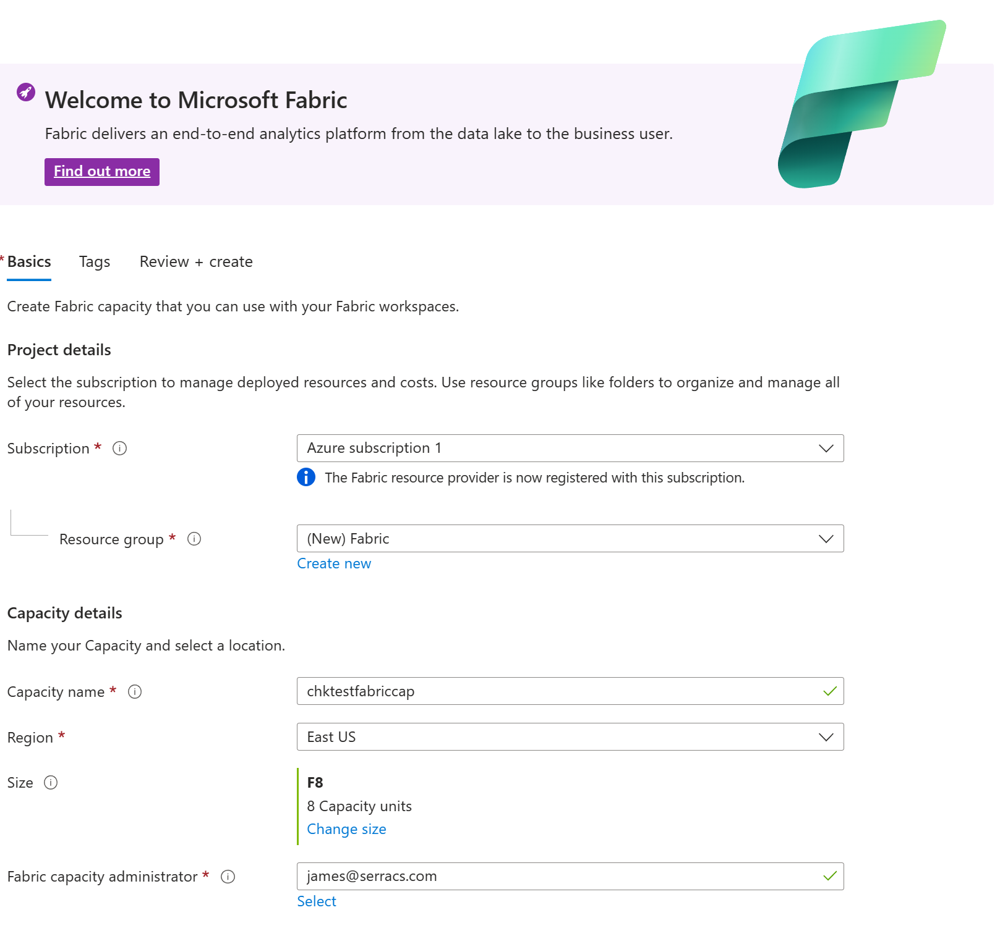 Welcome to Microsoft Fabric
Fabric delivers an end-to-end analytics platform from the data lake to the business user.
Find out more
* Basics Tags Review + create
Create Fabric capacity that you can use with your Fabric workspaces.
Project details
Select the subscription to manage deployed resources and costs. Use resource groups like folders to organize and manage all
of your resources.
Subscription * Azure subscription 1
The Fabric resource provider is now registered with this subscription.
Resource group * (New) Fabric
Create new
Capacity details
Name your Capacity and select a location.
Capacity name * chktestfabriccap
Region * East US
Size F8
8 Capacity units
Change size
Fabric capacity administrator * james@serracs.com
Select